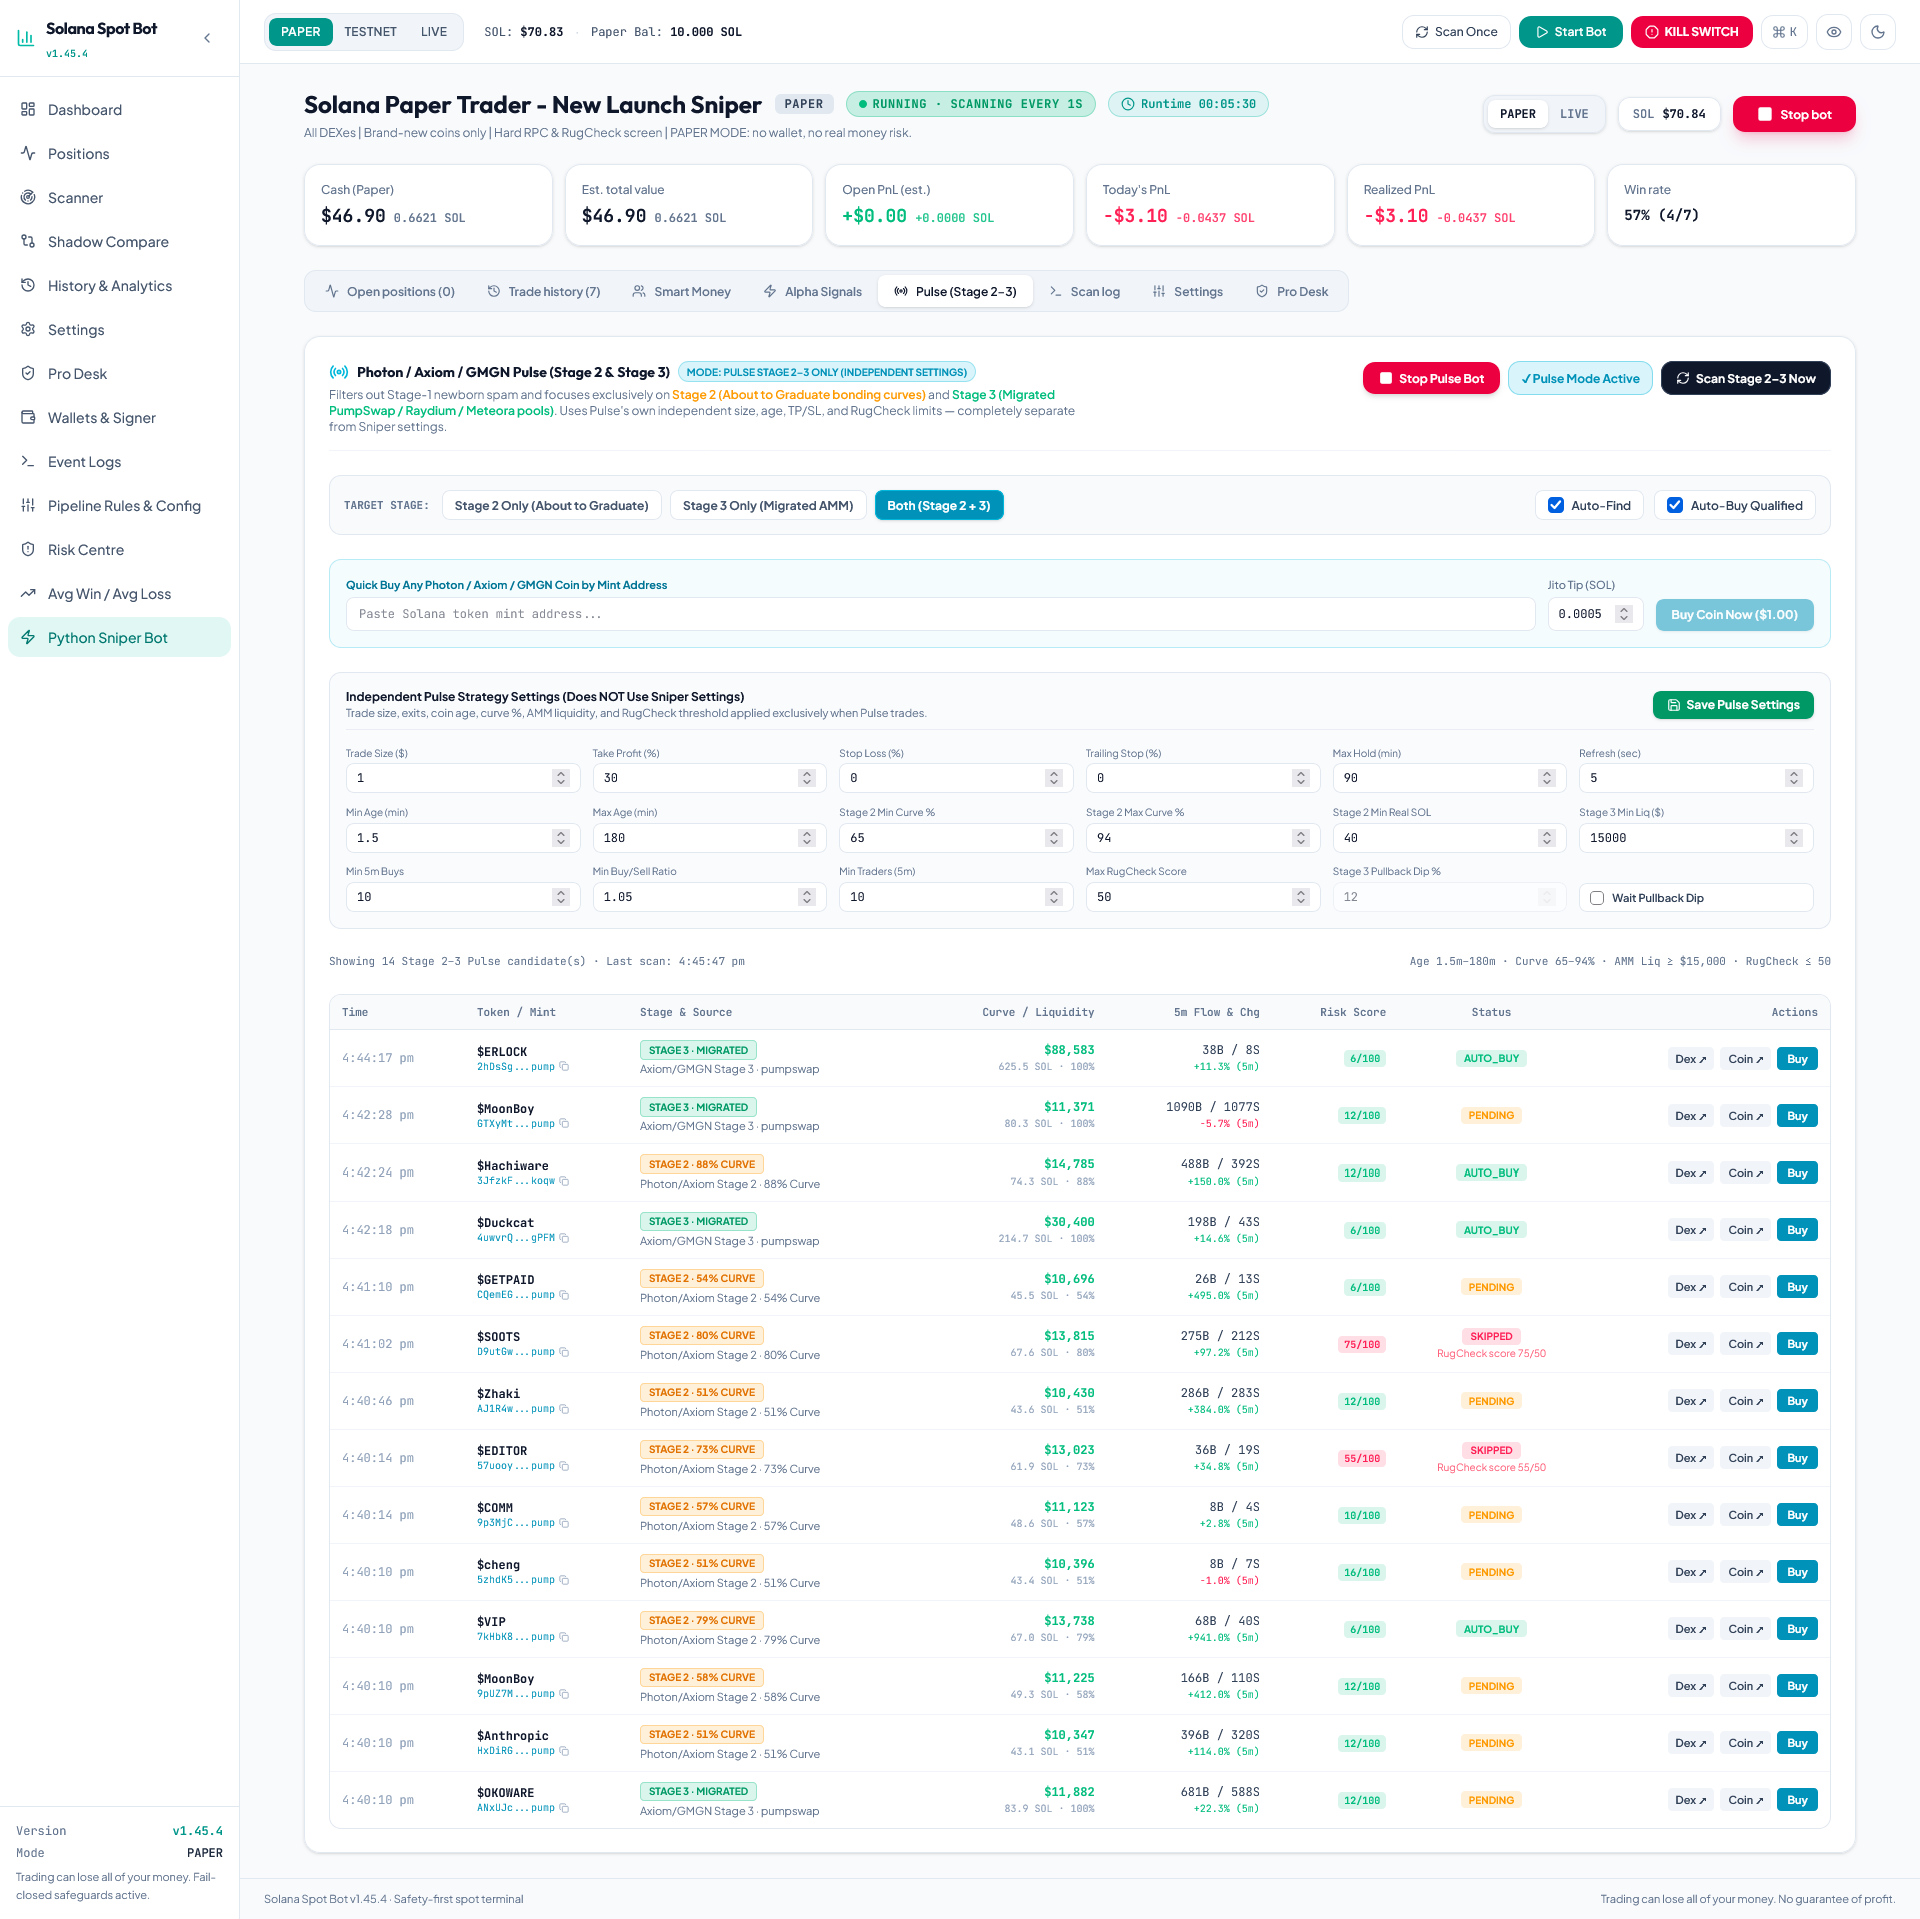 Solana Spot Bot
v1.45.4
PAPER TESTNET LIVE SOL: $70.83 · Paper Bal: 10.000 SOL
Scan Once Start Bot KILL SWITCH ⌘ K
Dashboard
Positions
Scanner
Shadow Compare
History & Analytics
Settings
Pro Desk
Wallets & Signer
Event Logs
Pipeline Rules & Config
Risk Centre
Avg Win / Avg Loss
Python Sniper Bot
Version v1.45.4
Mode PAPER
Trading can lose all of your money. Fail-
closed safeguards active.
Solana Paper Trader - New Launch Sniper PAPER RUNNING · SCANNING EVERY 1S Runtime 00:05:30
All DEXes | Brand-new coins only | Hard RPC & RugCheck screen | PAPER MODE: no wallet, no real money risk.
PAPER LIVE SOL $70.84 Stop bot
Cash (Paper)
$46.90 0.6621 SOL
Est. total value
$46.90 0.6621 SOL
Open PnL (est.)
+$0.00 +0.0000 SOL
Today's PnL
-$3.10 -0.0437 SOL
Realized PnL
-$3.10 -0.0437 SOL
Win rate
57% (4/7)
Open positions (0) Trade history (7) Smart Money Alpha Signals Pulse (Stage 2–3) Scan log Settings Pro Desk
Photon / Axiom / GMGN Pulse (Stage 2 & Stage 3) MODE: PULSE STAGE 2–3 ONLY (INDEPENDENT SETTINGS)
Filters out Stage-1 newborn spam and focuses exclusively on Stage 2 (About to Graduate bonding curves) and Stage 3 (Migrated
PumpSwap / Raydium / Meteora pools). Uses Pulse's own independent size, age, TP/SL, and RugCheck limits — completely separate
from Sniper settings.
Stop Pulse Bot ✓ Pulse Mode Active Scan Stage 2–3 Now
TARGET STAGE: Stage 2 Only (About to Graduate) Stage 3 Only (Migrated AMM) Both (Stage 2 + 3) Auto-Find Auto-Buy Qualified
Quick Buy Any Photon / Axiom / GMGN Coin by Mint Address Jito Tip (SOL)
Paste Solana token mint address... 0.0005 Buy Coin Now ($1.00)
Independent Pulse Strategy Settings (Does NOT Use Sniper Settings)
Trade size, exits, coin age, curve %, AMM liquidity, and RugCheck threshold applied exclusively when Pulse trades.
Save Pulse Settings
Trade Size ($) Take Profit (%) Stop Loss (%) Trailing Stop (%) Max Hold (min) Refresh (sec)
1 30 0 0 90 5
Min Age (min) Max Age (min) Stage 2 Min Curve % Stage 2 Max Curve % Stage 2 Min Real SOL Stage 3 Min Liq ($)
1.5 180 65 94 40 15000
Min 5m Buys Min Buy/Sell Ratio Min Traders (5m) Max RugCheck Score Stage 3 Pullback Dip %
10 1.05 10 50 12 Wait Pullback Dip
Showing 14 Stage 2–3 Pulse candidate(s) · Last scan: 4:45:47 pm Age 1.5m–180m · Curve 65–94% · AMM Liq ≥ $15,000 · RugCheck ≤ 50
Time Token / Mint Stage & Source Curve / Liquidity 5m Flow & Chg Risk Score Status Actions
$ERLOCK STAGE 3 · MIGRATED $88,583 38B / 8S
4:44:17 pm 6/100 AUTO_BUY Dex ↗ Coin ↗ Buy
2hDsSg...pump Axiom/GMGN Stage 3 · pumpswap 625.5 SOL · 100% +11.3% (5m)
$MoonBoy STAGE 3 · MIGRATED $11,371 1090B / 1077S
4:42:28 pm 12/100 PENDING Dex ↗ Coin ↗ Buy
GTXyMt...pump Axiom/GMGN Stage 3 · pumpswap 80.3 SOL · 100% -5.7% (5m)
$Hachiware STAGE 2 · 88% CURVE $14,785 488B / 392S
4:42:24 pm 12/100 AUTO_BUY Dex ↗ Coin ↗ Buy
3JfzkF...koqw Photon/Axiom Stage 2 · 88% Curve 74.3 SOL · 88% +150.0% (5m)
$Duckcat STAGE 3 · MIGRATED $30,400 198B / 43S
4:42:18 pm 6/100 AUTO_BUY Dex ↗ Coin ↗ Buy
4uwvrQ...gPFM Axiom/GMGN Stage 3 · pumpswap 214.7 SOL · 100% +14.6% (5m)
$GETPAID STAGE 2 · 54% CURVE $10,696 26B / 13S
4:41:10 pm 6/100 PENDING Dex ↗ Coin ↗ Buy
CQemEG...pump Photon/Axiom Stage 2 · 54% Curve 45.5 SOL · 54% +495.0% (5m)
$SOOTS STAGE 2 · 80% CURVE $13,815 275B / 212S SKIPPED
4:41:02 pm 75/100 Dex ↗ Coin ↗ Buy
D9utGw...pump Photon/Axiom Stage 2 · 80% Curve 67.6 SOL · 80% +97.2% (5m) RugCheck score 75/50
$Zhaki STAGE 2 · 51% CURVE $10,430 286B / 283S
4:40:46 pm 12/100 PENDING Dex ↗ Coin ↗ Buy
AJ1R4w...pump Photon/Axiom Stage 2 · 51% Curve 43.6 SOL · 51% +384.0% (5m)
$EDITOR STAGE 2 · 73% CURVE $13,023 36B / 19S SKIPPED
4:40:14 pm 55/100 Dex ↗ Coin ↗ Buy
57uooy...pump Photon/Axiom Stage 2 · 73% Curve 61.9 SOL · 73% +34.8% (5m) RugCheck score 55/50
$COMM STAGE 2 · 57% CURVE $11,123 8B / 4S
4:40:14 pm 10/100 PENDING Dex ↗ Coin ↗ Buy
9p3MjC...pump Photon/Axiom Stage 2 · 57% Curve 48.6 SOL · 57% +2.8% (5m)
$cheng STAGE 2 · 51% CURVE $10,396 8B / 7S
4:40:10 pm 16/100 PENDING Dex ↗ Coin ↗ Buy
5zhdK5...pump Photon/Axiom Stage 2 · 51% Curve 43.4 SOL · 51% -1.0% (5m)
$VIP STAGE 2 · 79% CURVE $13,738 68B / 40S
4:40:10 pm 6/100 AUTO_BUY Dex ↗ Coin ↗ Buy
7kHbK8...pump Photon/Axiom Stage 2 · 79% Curve 67.0 SOL · 79% +941.0% (5m)
$MoonBoy STAGE 2 · 58% CURVE $11,225 166B / 110S
4:40:10 pm 12/100 PENDING Dex ↗ Coin ↗ Buy
9pUZ7M...pump Photon/Axiom Stage 2 · 58% Curve 49.3 SOL · 58% +412.0% (5m)
$Anthropic STAGE 2 · 51% CURVE $10,347 396B / 320S
4:40:10 pm 12/100 PENDING Dex ↗ Coin ↗ Buy
HxDiRG...pump Photon/Axiom Stage 2 · 51% Curve 43.1 SOL · 51% +114.0% (5m)
$OKOWARE STAGE 3 · MIGRATED $11,882 681B / 588S
4:40:10 pm 12/100 PENDING Dex ↗ Coin ↗ Buy
ANxUJc...pump Axiom/GMGN Stage 3 · pumpswap 83.9 SOL · 100% +22.3% (5m)
Solana Spot Bot v1.45.4 · Safety-first spot terminal Trading can lose all of your money. No guarantee of profit.